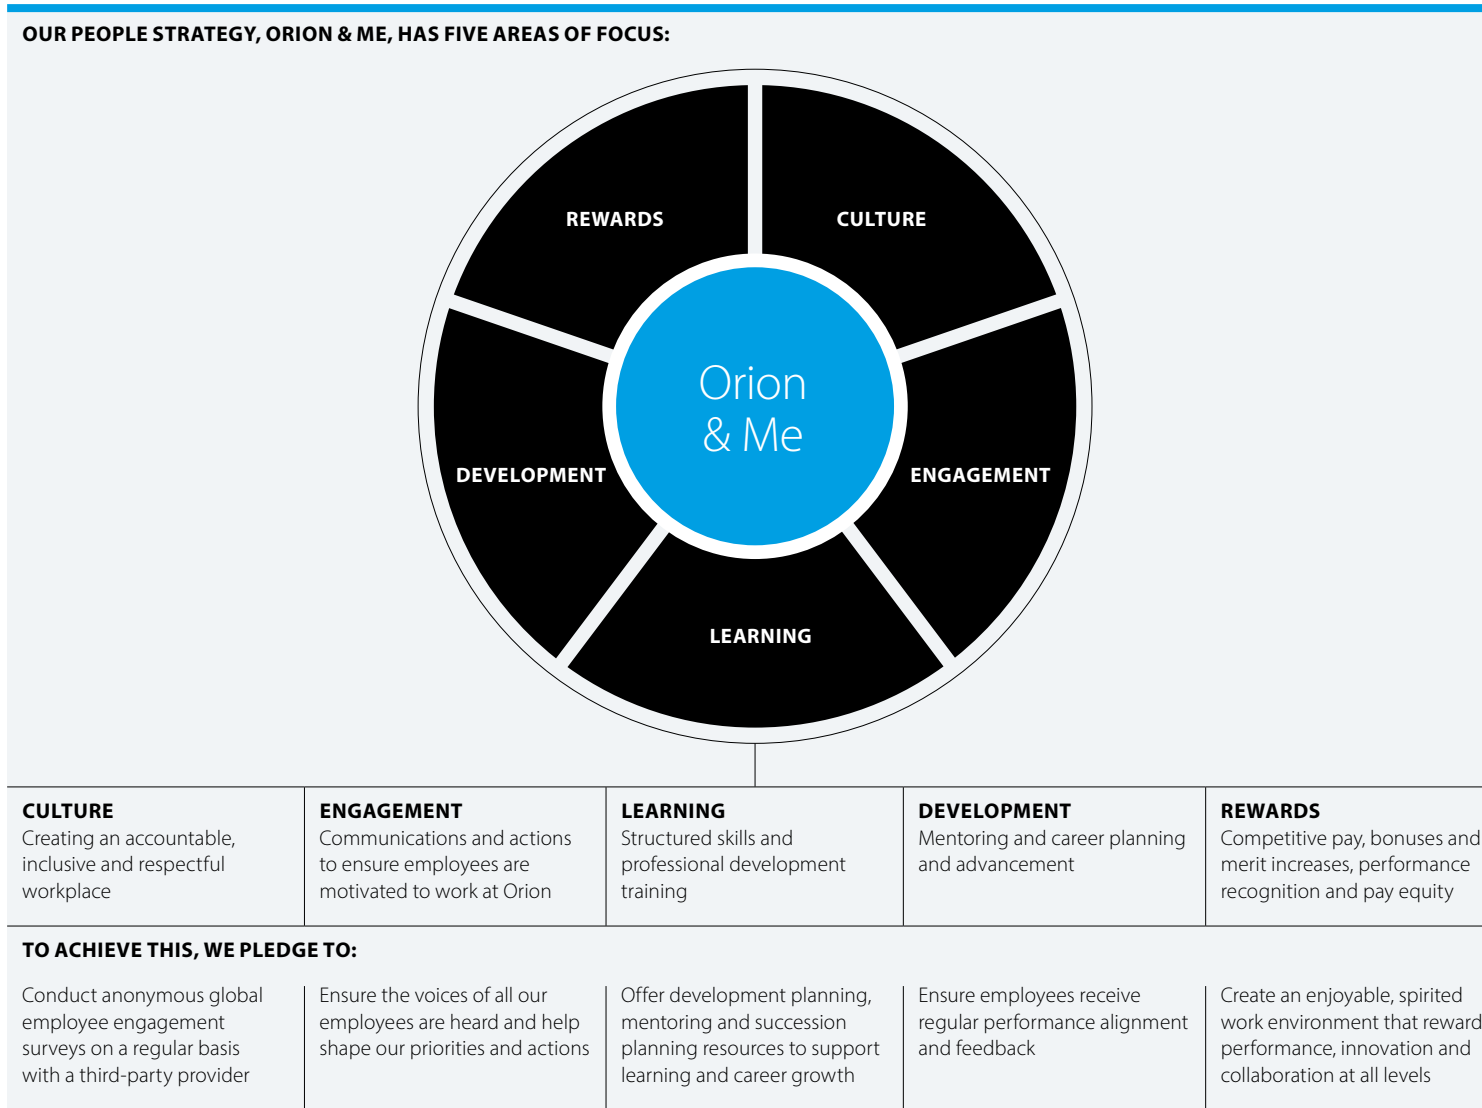 OUR PEOPLE STRATEGY, ORION & ME, HAS FIVE AREAS OF FOCUS:
REWARDS
CULTURE
Orion
& Me
DEVELOPMENT
ENGAGEMENT
LEARNING
CULTURE
Creating an accountable,
inclusive and respectful
workplace
ENGAGEMENT
Communications and actions
to ensure employees are
motivated to work at Orion
LEARNING
Structured skills and
professional development
training
DEVELOPMENT
Mentoring and career planning
and advancement
REWARDS
Competitive pay, bonuses and
merit increases, performance
recognition and pay equity
TO ACHIEVE THIS, WE PLEDGE TO:
Conduct anonymous global
employee engagement
surveys on a regular basis
with a third-party provider
Ensure the voices of all our
employees are heard and help
shape our priorities and actions
Offer development planning,
mentoring and succession
planning resources to support
learning and career growth
Ensure employees receive
regular performance alignment
and feedback
Create an enjoyable, spirited
work environment that reward
performance, innovation and
collaboration at all levels